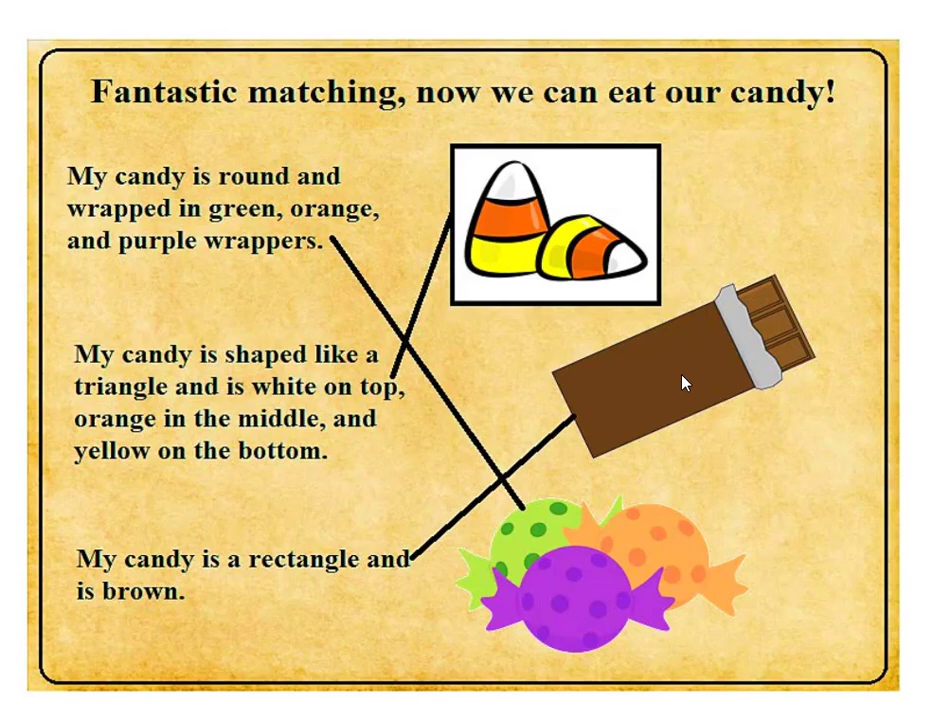 Fantastic matching, now we can eat our candy!
My candy is round and
wrapped in green, orange,
and purple wrappers.
My candy is shaped like a
triangle and is white on top,
orange in the middle, and
yellow on the bottom.
My candy is a rectangle and
is brown.